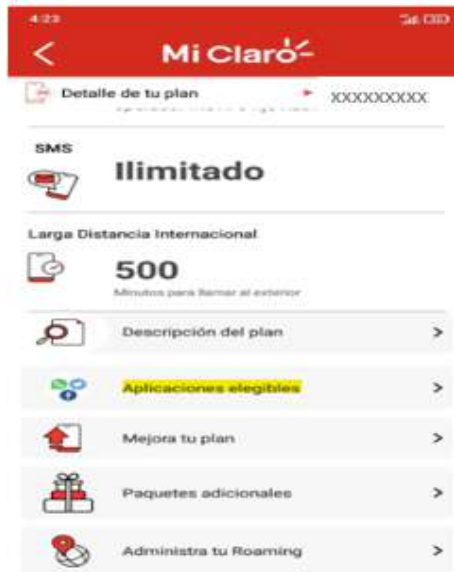 4:23
Mi Claro
Detalle de tu plan XXXXXXXXX
SMS
Ilimitado
Larga Distancia Internacional
500
Minutos para llamar al exterior
Descripción del plan
Aplicaciones elegibles
Mejora tu plan
Paquetes adicionales
Administra tu Roaming